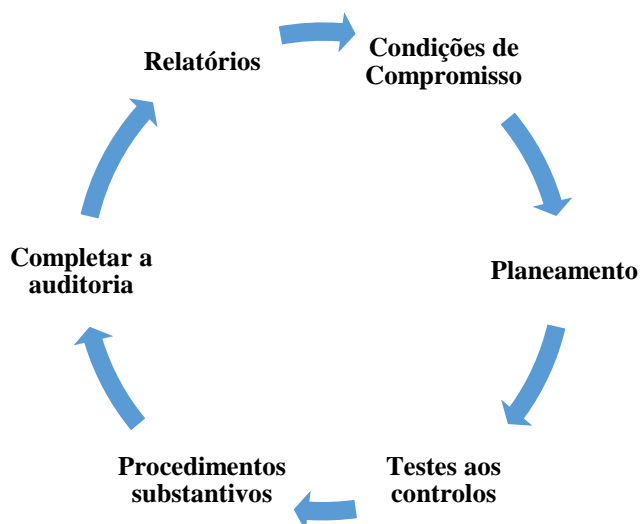 Relatórios
Condições de
Compromisso
Planeamento
Testes aos
controlos
Procedimentos
substantivos
Completar a
auditoria